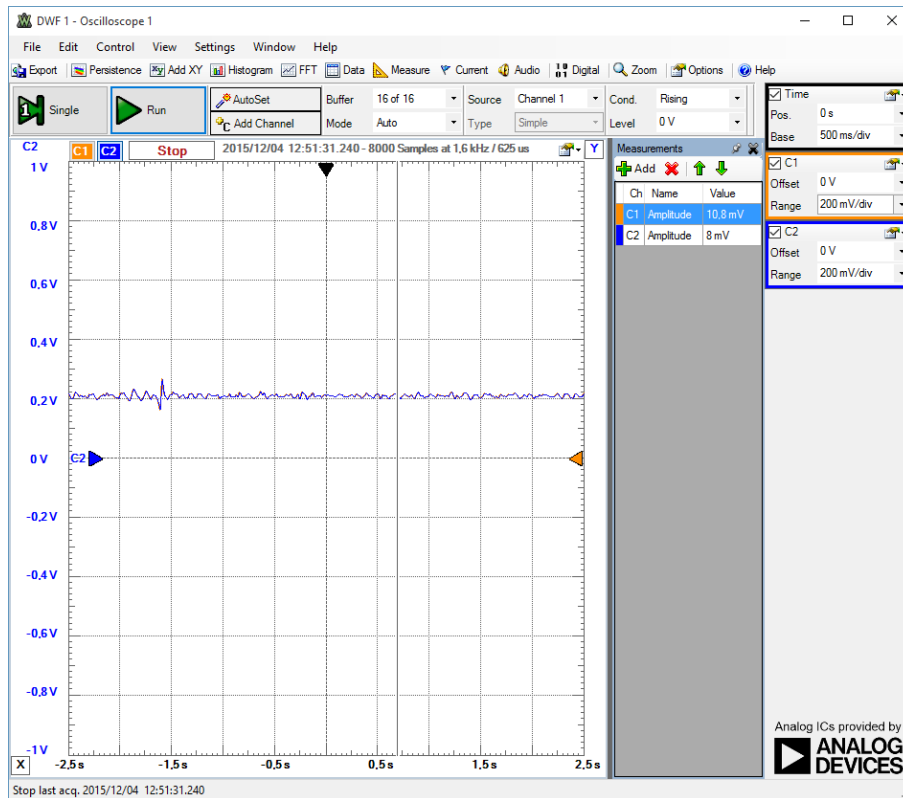 DWF 1 - Oscilloscope 1
File Edit Control View Settings Window Help
Export Persistence Add XY Histogram FFT Data Measure Current Audio Digital Zoom Options Help
1 Single Run AutoSet Buffer 16 of 16 Source Channel 1 Cond. Rising
Add Channel Mode Auto Type Simple Level 0 V
C2 C1 C2 Stop 2015/12/04 12:51:31.240 - 8000 Samples at 1,6 kHz / 625 us Y
1 V
0,8 V
0,6 V
0,4 V
0,2 V
0 V C2
-0,2 V
-0,4 V
-0,6 V
-0,8 V
-1 V
X -2,5 s -1,5 s -0,5 s 0,5 s 1,5 s 2,5 s
Measurements
Add
Ch Name Value
C1 Amplitude 10,8 mV
C2 Amplitude 8 mV
Time
Pos. 0 s
Base 500 ms/div
C1
Offset 0 V
Range 200 mV/div
C2
Offset 0 V
Range 200 mV/div
Analog ICs provided by
ANALOG
DEVICES
Stop last acq. 2015/12/04 12:51:31.240